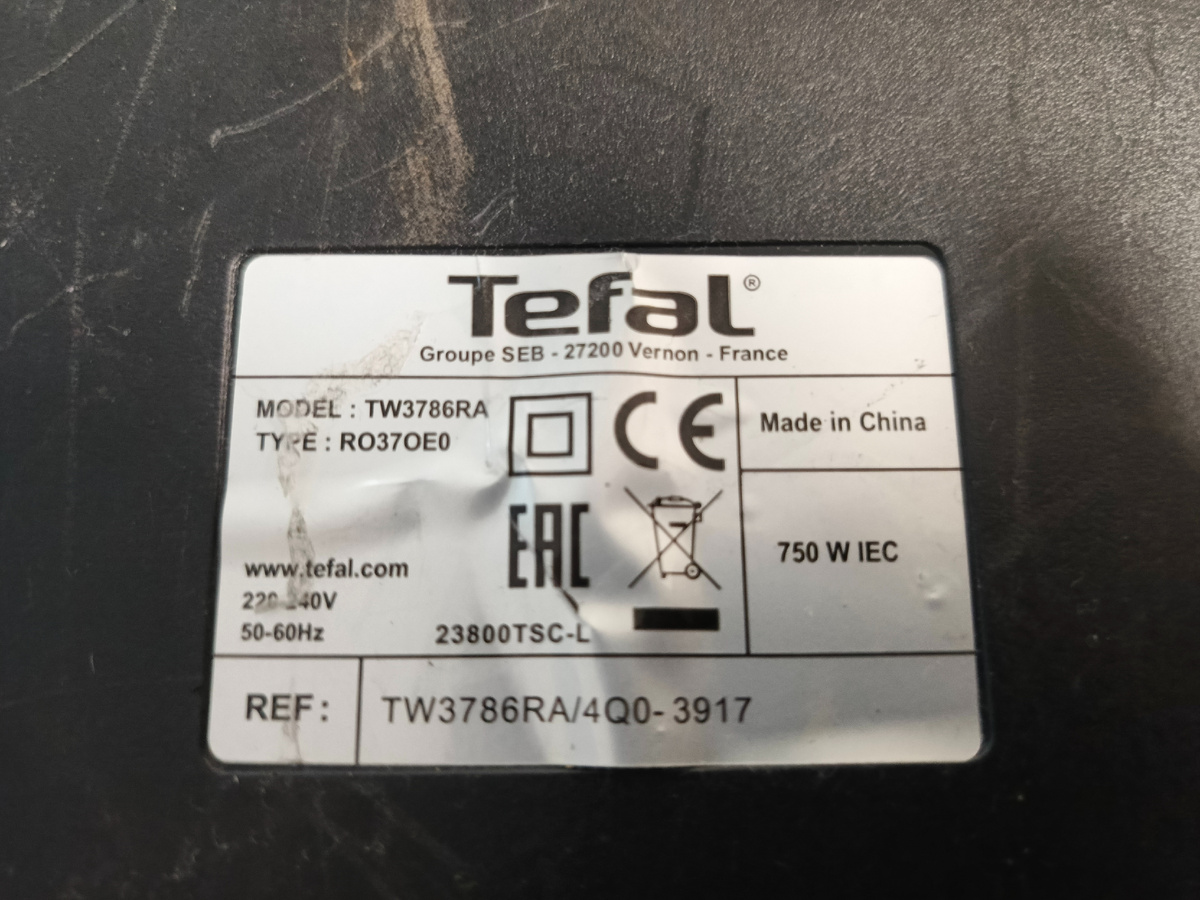 Tefal®
Groupe SEB - 27200 Vernon - France
MODEL : TW3786RA
TYPE : RO37OE0
CE
Made in China
EAC
750 W IEC
www.tefal.com
220-240V
50-60Hz
23800TSC-L
REF :
TW3786RA/4Q0- 3917